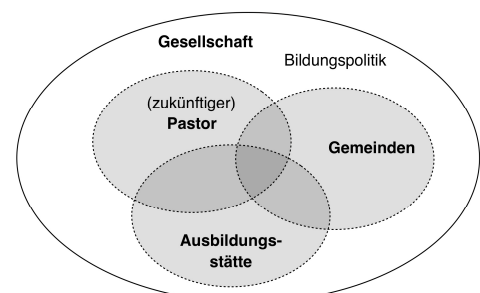 Gesellschaft
Bildungspolitik
(zukünftiger)
Pastor
Gemeinden
Ausbildungs-
stätte